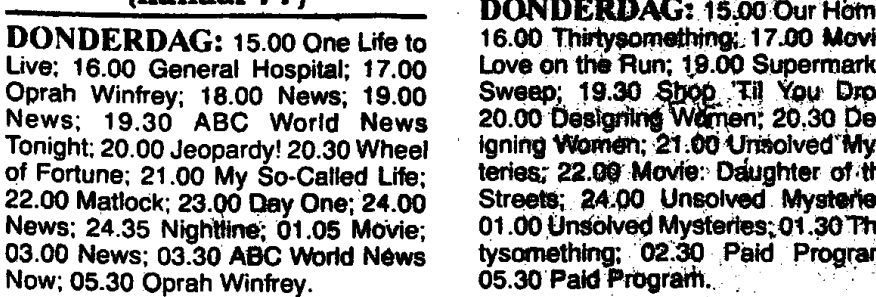 DONDERDAG: 15.00 One Life to
Live; 16.00 General Hospital; 17.00
Oprah Winfrey; 18.00 News; 19.00
News; 19.30 ABC World News
Tonight; 20.00 Jeopardy! 20.30 Wheel
of Fortune; 21.00 My So-Called Life;
22.00 Matlock; 23.00 Day One; 24.00
News; 24.35 Nightline; 01.05 Movie;
03.00 News; 03.30 ABC World News
Now; 05.30 Oprah Winfrey.
DONDERDAG: 15.00 Our Hom
16.00 Thirtysomething; 17.00 Movi
Love on the Run; 19.00 Supermark
Sweep; 19.30 Shop 'Til You Dro
20.00 Designing Women; 20.30 De
igning Women; 21.00 Unsolved My
teries; 22.00 Movie: Daughter of th
Streets; 24.00 Unsolved Mysterie
01.00 Unsolved Mysteries; 01.30 Th
tysomething; 02.30 Paid Progran
05.30 Paid Program.